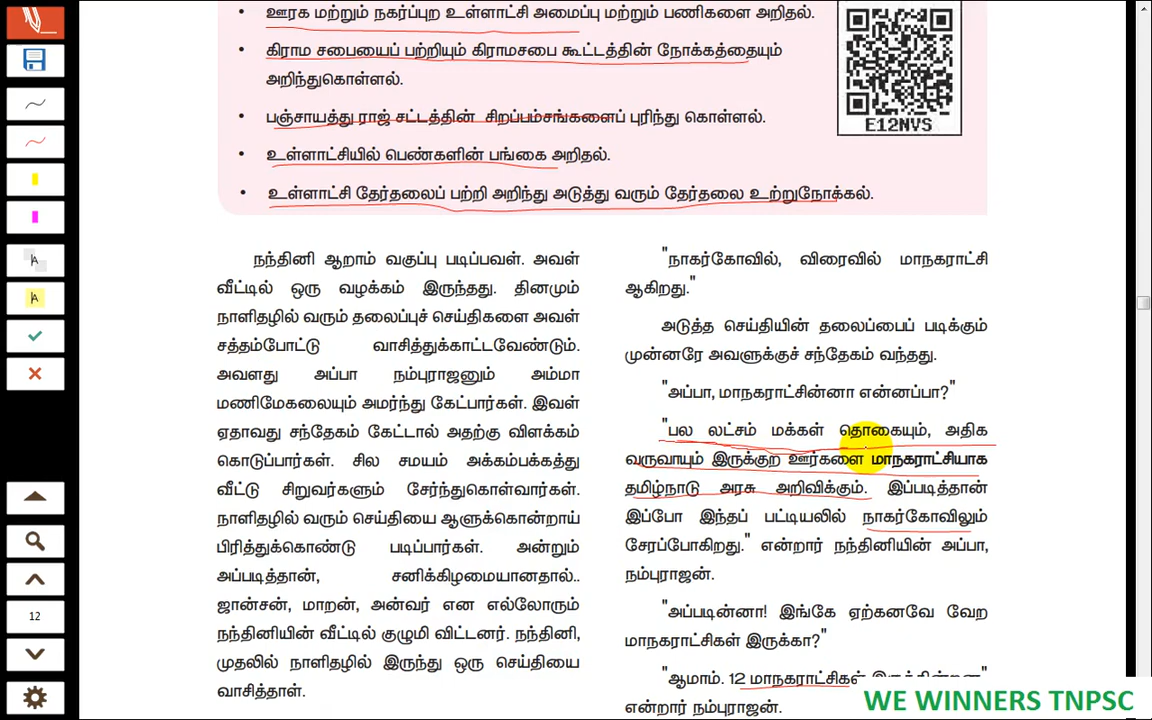 • ஊரக மற்றும் நகர்ப்புற உள்ளாட்சி அமைப்பு மற்றும் பணிகளை அறிதல்.
• கிராம சபையைப் பற்றியும் கிராமசபை கூட்டத்தின் நோக்கத்தையும்
அறிந்துகொள்ளல்.
• பஞ்சாயத்து ராஜ் சட்டத்தின் சிறப்பம்சங்களைப் புரிந்து கொள்ளல்.
• உள்ளாட்சியில் பெண்களின் பங்கை அறிதல்.
• உள்ளாட்சி தேர்தலைப் பற்றி அறிந்து அடுத்து வரும் தேர்தலை உற்றுநோக்கல்.
E12NVS
நந்தினி ஆறாம் வகுப்பு படிப்பவள். அவள்
வீட்டில் ஒரு வழக்கம் இருந்தது. தினமும்
நாளிதழில் வரும் தலைப்புச் செய்திகளை அவள்
சத்தம்போட்டு வாசித்துக்காட்டவேண்டும்.
அவளது அப்பா நம்புராஜனும் அம்மா
மணிமேகலையும் அமர்ந்து கேட்பார்கள். இவள்
ஏதாவது சந்தேகம் கேட்டால் அதற்கு விளக்கம்
கொடுப்பார்கள். சில சமயம் அக்கம்பக்கத்து
வீட்டு சிறுவர்களும் சேர்ந்துகொள்வார்கள்.
நாளிதழில் வரும் செய்தியை ஆளுக்கொன்றாய்
பிரித்துக்கொண்டு படிப்பார்கள். அன்றும்
அப்படித்தான், சனிக்கிழமையானதால்..
ஜான்சன், மாறன், அன்வர் என எல்லோரும்
நந்தினியின் வீட்டில் குழுமி விட்டனர். நந்தினி,
முதலில் நாளிதழில் இருந்து ஒரு செய்தியை
வாசித்தாள்.
"நாகர்கோவில், விரைவில் மாநகராட்சி
ஆகிறது."
அடுத்த செய்தியின் தலைப்பைப் படிக்கும்
முன்னரே அவளுக்குச் சந்தேகம் வந்தது.
"அப்பா, மாநகராட்சின்னா என்னப்பா?"
"பல லட்சம் மக்கள் தொகையும், அதிக
வருவாயும் இருக்குற ஊர்களை மாநகராட்சியாக
தமிழ்நாடு அரசு அறிவிக்கும். இப்படித்தான்
இப்போ இந்தப் பட்டியலில் நாகர்கோவிலும்
சேரப்போகிறது." என்றார் நந்தினியின் அப்பா,
நம்புராஜன்.
"அப்படின்னா! இங்கே ஏற்கனவே வேற
மாநகராட்சிகள் இருக்கா?"
"ஆமாம். 12 மாநகராட்சிகள் இருக்கின்றன"
என்றார் நம்புராஜன்.
12
WE WINNERS TNPSC